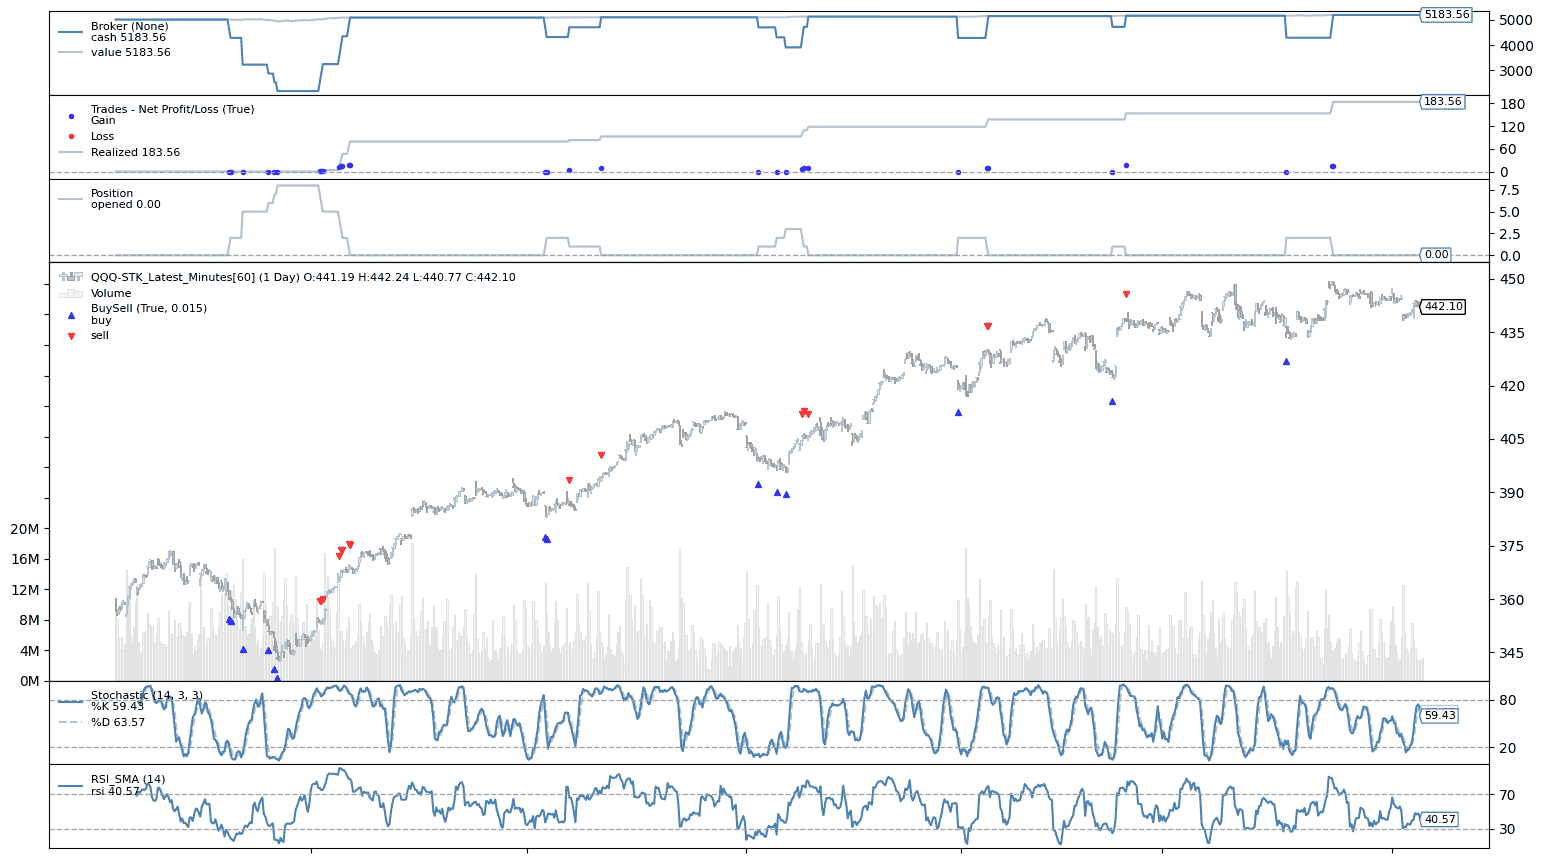 Broker (None)
cash 5183.56
value 5183.56
5183.56
5000
4000
3000
Trades - Net Profit/Loss (True)
Gain
Loss
Realized 183.56
183.56
180
120
60
0
Position
opened 0.00
7.5
5.0
2.5
0.0
0.00
QQQ-STK_Latest_Minutes[60] (1 Day) O:441.19 H:442.24 L:440.77 C:442.10
Volume
BuySell (True, 0.015)
buy
sell
450
442.10
435
420
405
390
375
360
345
20M
16M
12M
8M
4M
0M
Stochastic (14, 3, 3)
%K 59.43
%D 63.57
80
59.43
20
RSI_SMA (14)
rsi 40.57
70
40.57
30